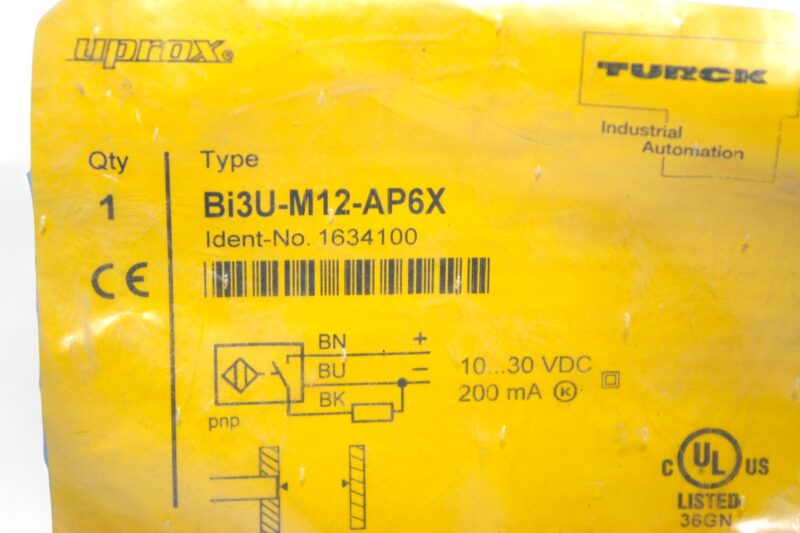 uprox®
TURCK
Industrial
Automation
Qty
Type
1
Bi3U-M12-AP6X
Ident-No. 1634100
CE
BN
+
BU
−
BK
pnp
10...30 VDC
200 mA K
C UL US
LISTED
36GN